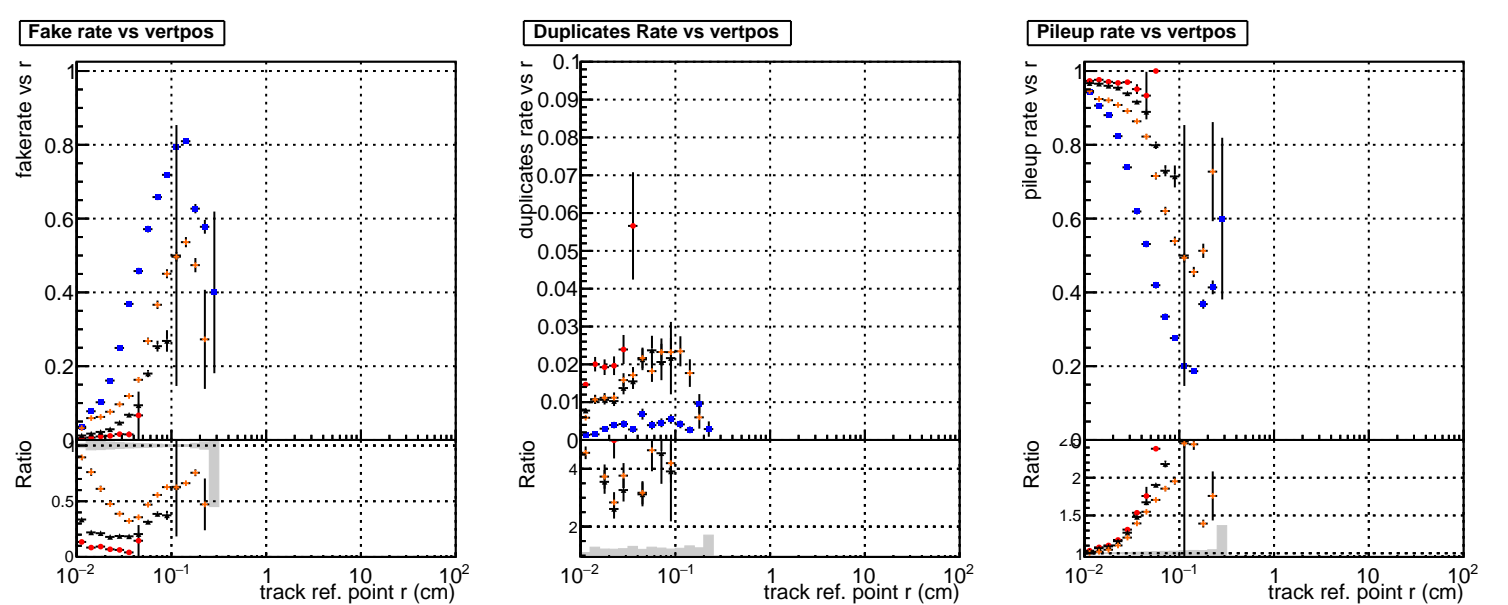 Fake rate vs vertpos
fakerate vs r
1
0.8
0.6
0.4
0.2
0
Ratio
1
0.5
0
10⁻² 10⁻¹ 1 10 10²
track ref. point r (cm)
Duplicates Rate vs vertpos
duplicates rate vs r
0.1
0.09
0.08
0.07
0.06
0.05
0.04
0.03
0.02
0.01
0
Ratio
4
2
10⁻² 10⁻¹ 1 10 10²
track ref. point r (cm)
Pileup rate vs vertpos
pileup rate vs r
1
0.8
0.6
0.4
0.2
0
Ratio
2.5
2
1.5
1
10⁻² 10⁻¹ 1 10 10²
track ref. point r (cm)